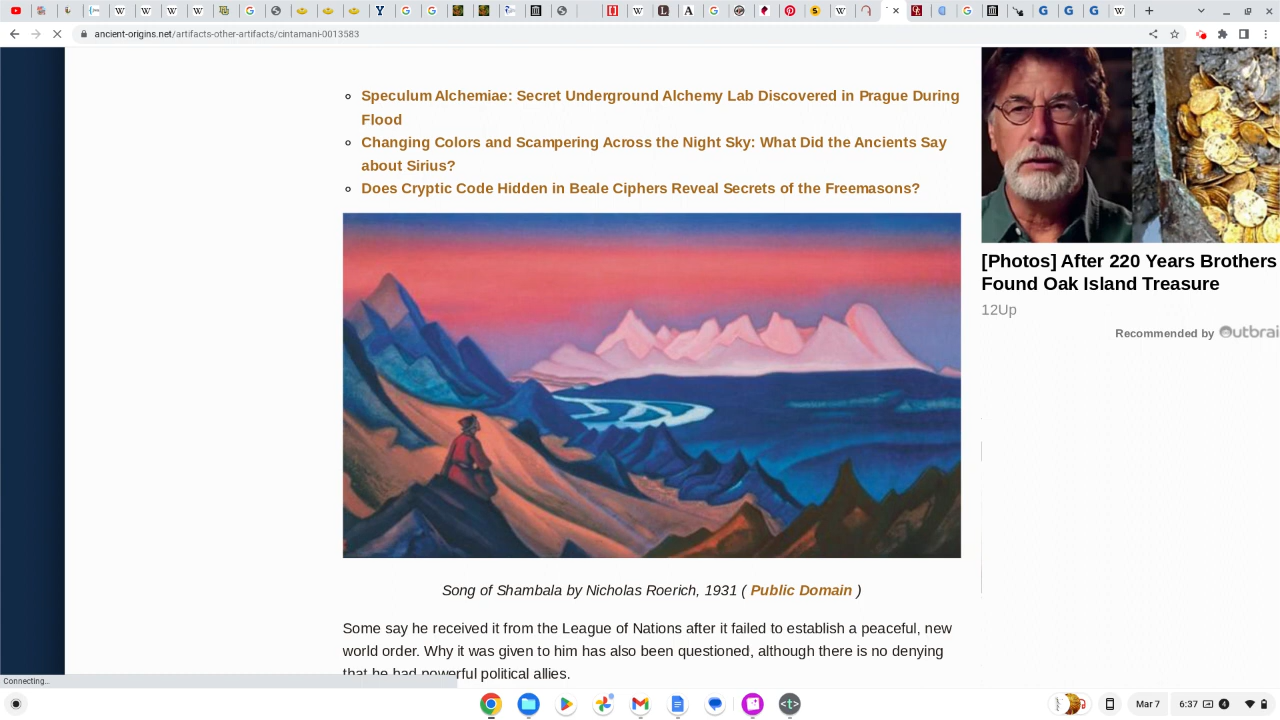 ancient-origins.net/artifacts-other-artifacts/cintamani-0013583
Speculum Alchemiae: Secret Underground Alchemy Lab Discovered in Prague During
Flood
Changing Colors and Scampering Across the Night Sky: What Did the Ancients Say
about Sirius?
Does Cryptic Code Hidden in Beale Ciphers Reveal Secrets of the Freemasons?
[Photos] After 220 Years Brothers
Found Oak Island Treasure
12Up
Recommended by Outbrai
Song of Shambala by Nicholas Roerich, 1931 ( Public Domain )
Some say he received it from the League of Nations after it failed to establish a peaceful, new
world order. Why it was given to him has also been questioned, although there is no denying
that he had powerful political allies.
Connecting...
Mar 7
6:37
4